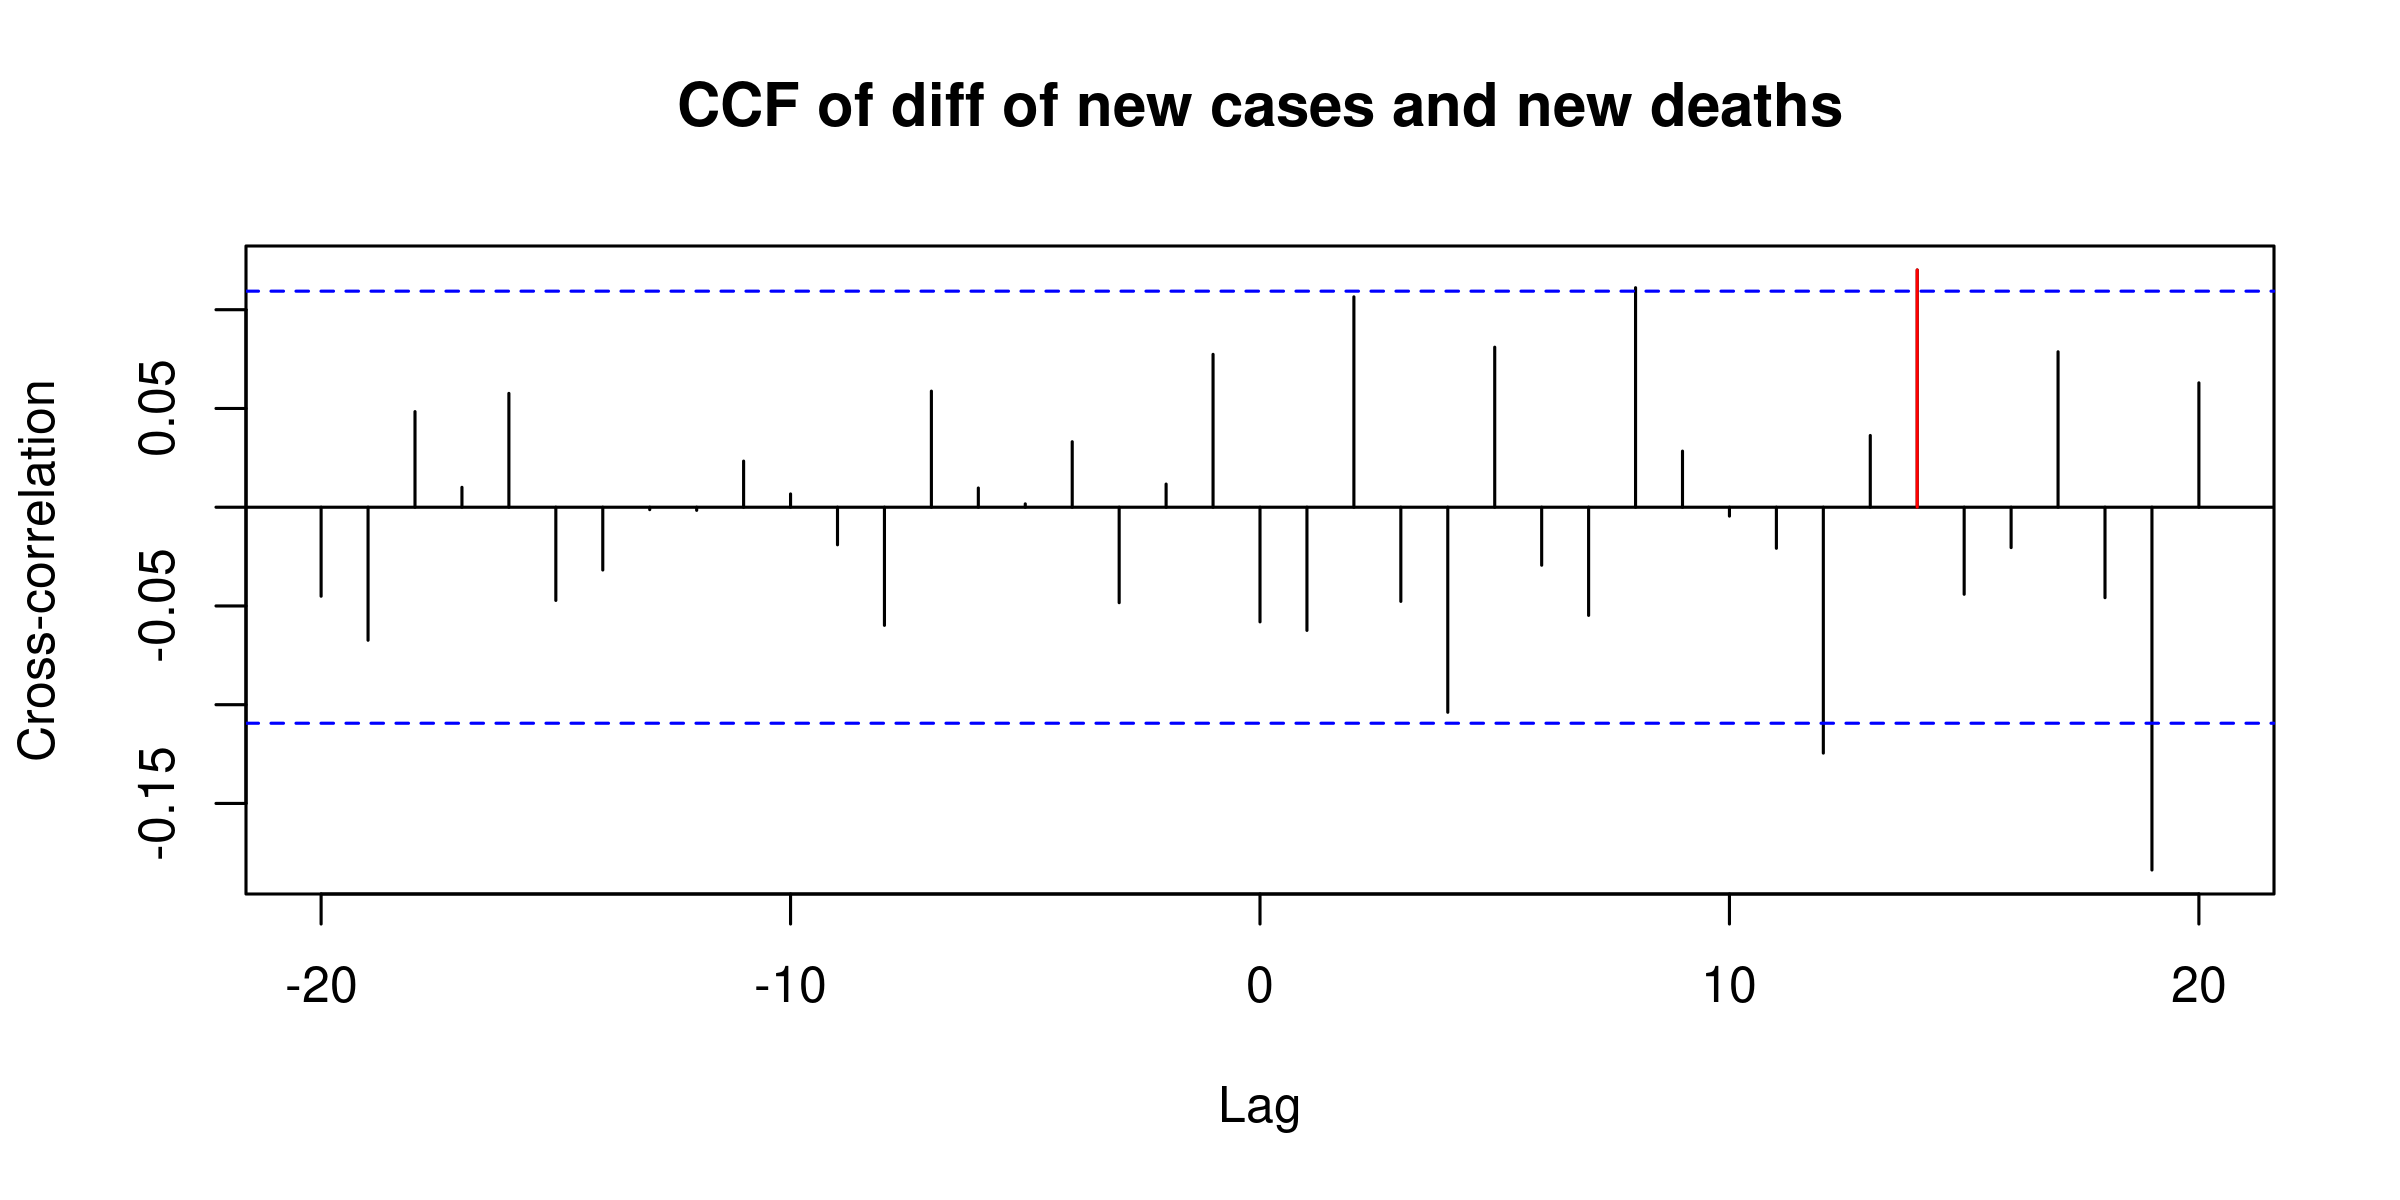 CCF of diff of new cases and new deaths
Cross-correlation
0.05
-0.05
-0.15
-20
-10
0
10
20
Lag